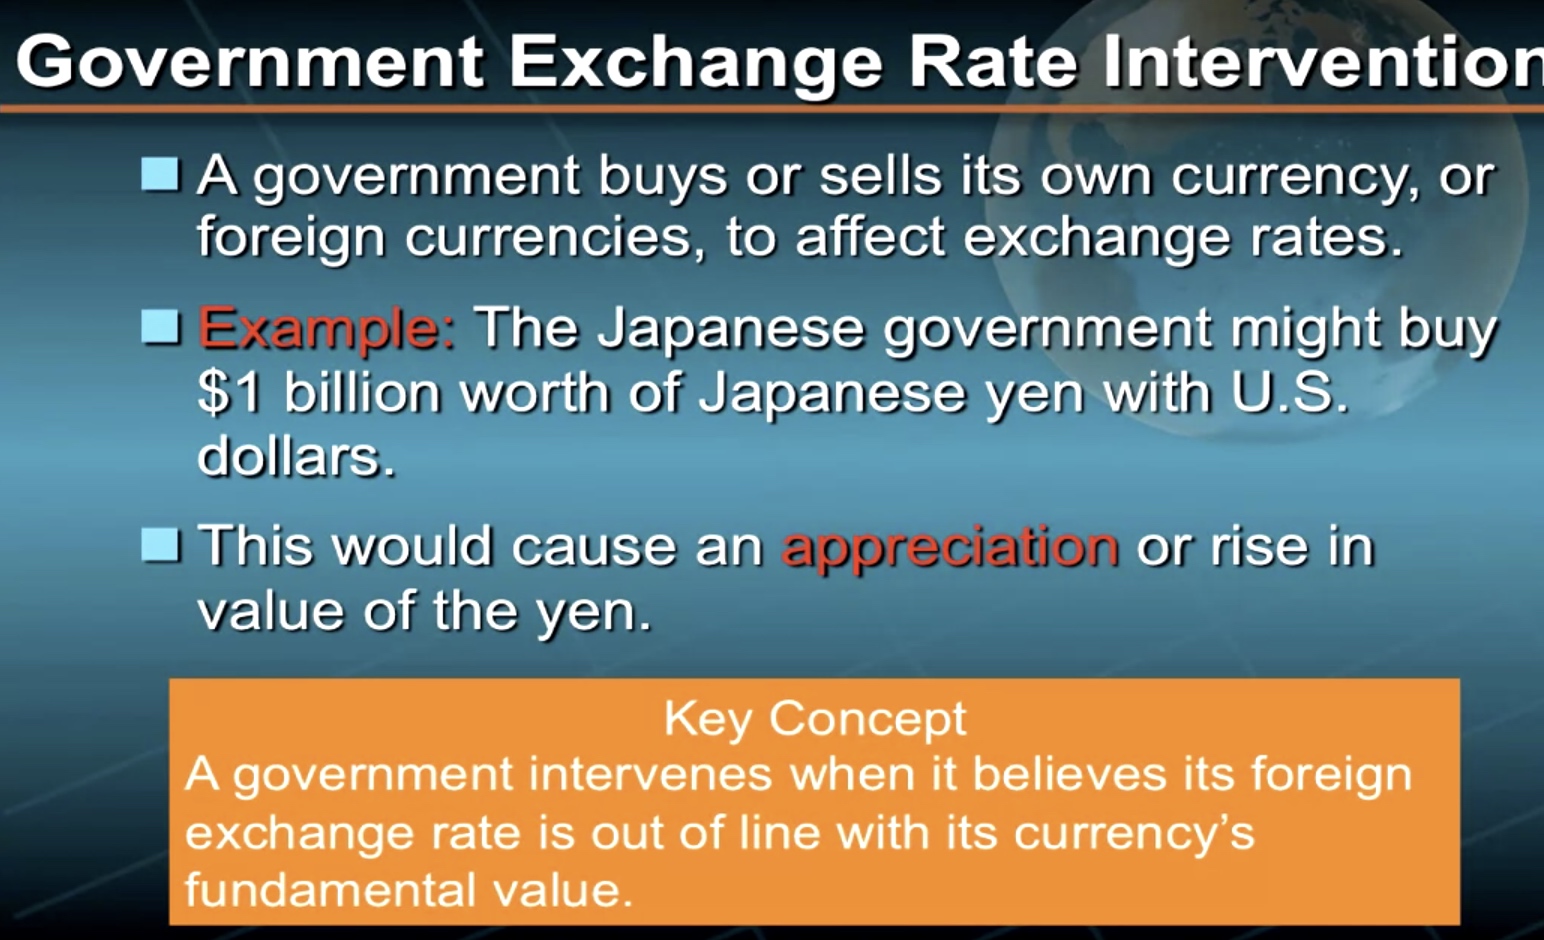 Government Exchange Rate Intervention
A government buys or sells its own currency, or
foreign currencies, to affect exchange rates.
Example: The Japanese government might buy
$1 billion worth of Japanese yen with U.S.
dollars.
This would cause an appreciation or rise in
value of the yen.
Key Concept
A government intervenes when it believes its foreign
exchange rate is out of line with its currency’s
fundamental value.